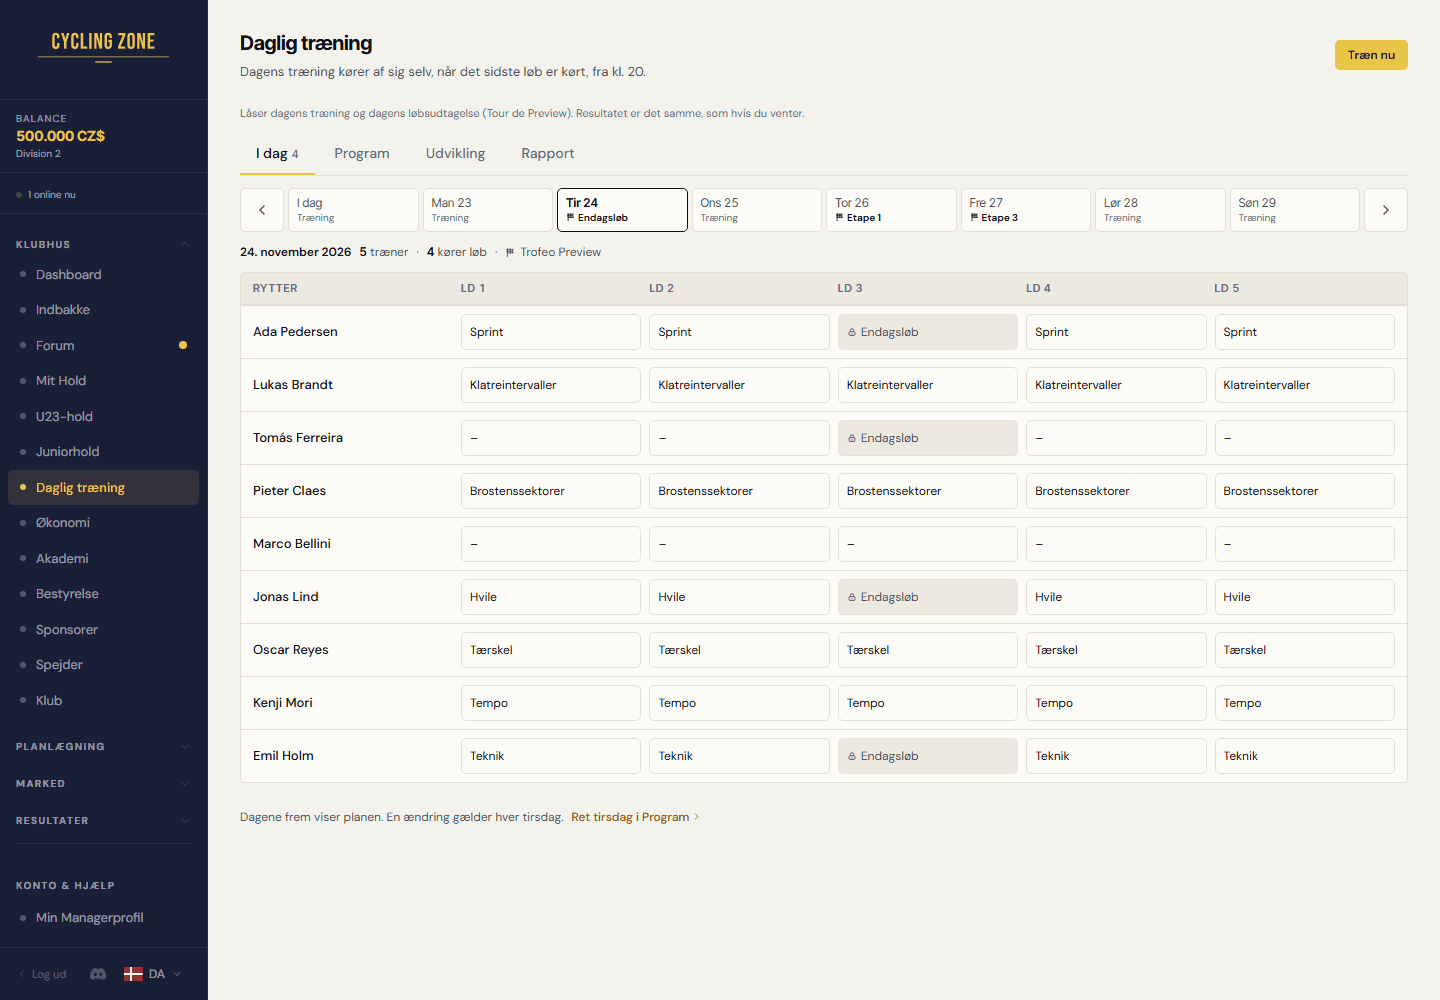 CYCLING ZONE
BALANCE
500.000 CZ$
Division 2
1 online nu
KLUBHUS
Dashboard
Indbakke
Forum
Mit Hold
U23-hold
Juniorhold
Daglig træning
Økonomi
Akademi
Bestyrelse
Sponsorer
Spejder
Klub
PLANLÆGNING
MARKED
RESULTATER
KONTO & HJÆLP
Min Managerprofil
Log ud
DA
Daglig træning
Dagens træning kører af sig selv, når det sidste løb er kørt, fra kl. 20.
Træn nu
Låser dagens træning og dagens løbsudtagelse (Tour de Preview). Resultatet er det samme, som hvis du venter.
I dag 4 Program Udvikling Rapport
I dag Man 23 Tir 24 Ons 25 Tor 26 Fre 27 Lør 28 Søn 29
Træning Træning Endagsløb Træning Etape 1 Etape 3 Træning Træning
24. november 2026 5 træner · 4 kører løb · Trofeo Preview
RYTTER LD 1 LD 2 LD 3 LD 4 LD 5
Ada Pedersen Sprint Sprint Endagsløb Sprint Sprint
Lukas Brandt Klatreintervaller Klatreintervaller Klatreintervaller Klatreintervaller Klatreintervaller
Tomás Ferreira – – Endagsløb – –
Pieter Claes Brostenssektorer Brostenssektorer Brostenssektorer Brostenssektorer Brostenssektorer
Marco Bellini – – – – –
Jonas Lind Hvile Hvile Endagsløb Hvile Hvile
Oscar Reyes Tærskel Tærskel Tærskel Tærskel Tærskel
Kenji Mori Tempo Tempo Tempo Tempo Tempo
Emil Holm Teknik Teknik Endagsløb Teknik Teknik
Dagene frem viser planen. En ændring gælder hver tirsdag. Ret tirsdag i Program